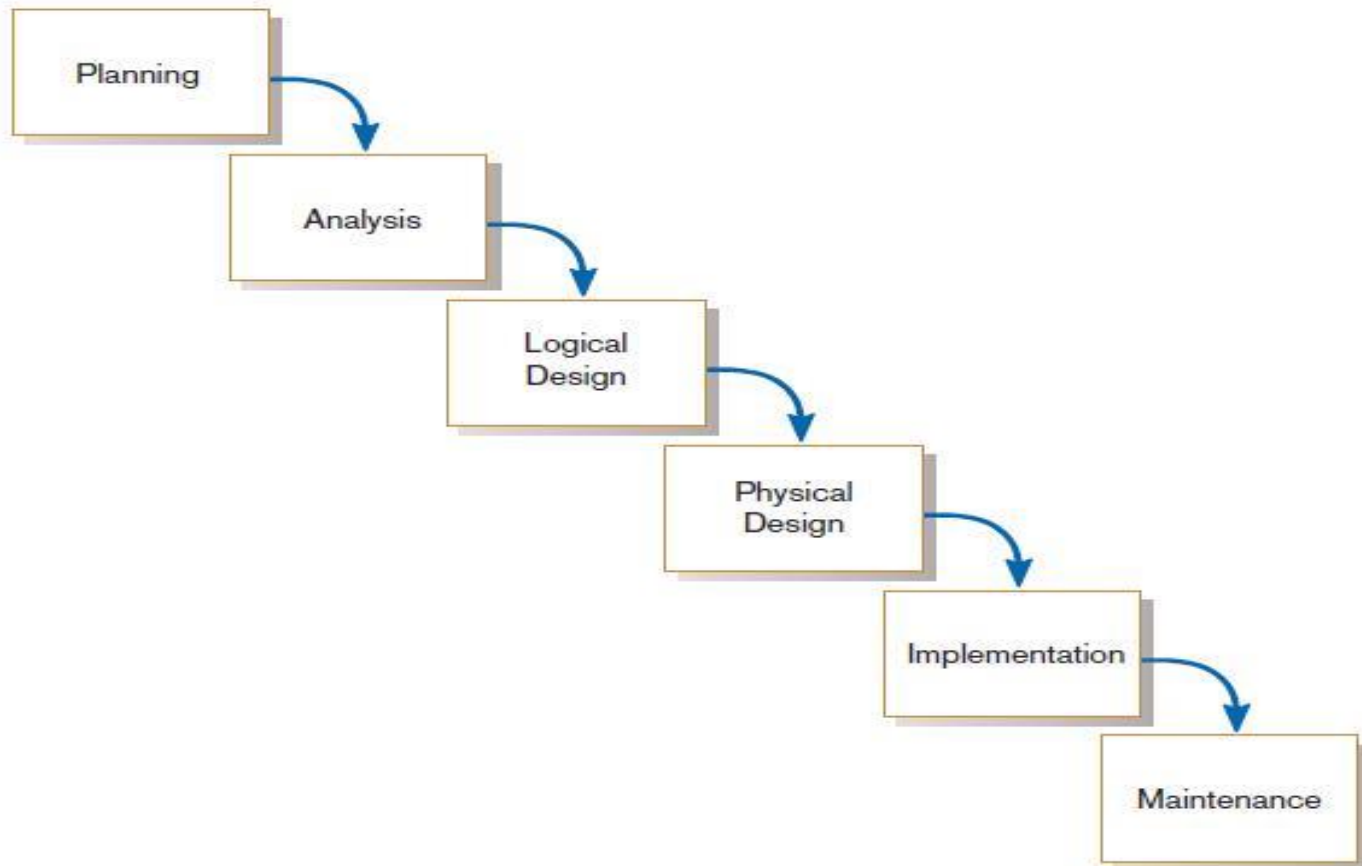 Planning
Analysis
Logical
Design
Physical
Design
Implementation
Maintenance